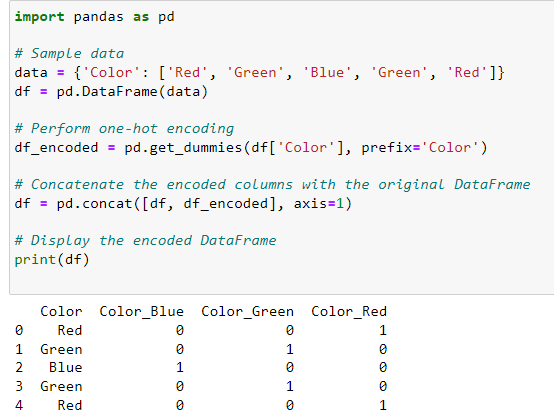 import pandas as pd
# Sample data
data = {'Color': ['Red', 'Green', 'Blue', 'Green', 'Red']}
df = pd.DataFrame(data)
# Perform one-hot encoding
df_encoded = pd.get_dummies(df['Color'], prefix='Color')
# Concatenate the encoded columns with the original DataFrame
df = pd.concat([df, df_encoded], axis=1)
# Display the encoded DataFrame
print(df)
Color Color_Blue Color_Green Color_Red
0 Red 0 0 1
1 Green 0 1 0
2 Blue 1 0 0
3 Green 0 1 0
4 Red 0 0 1